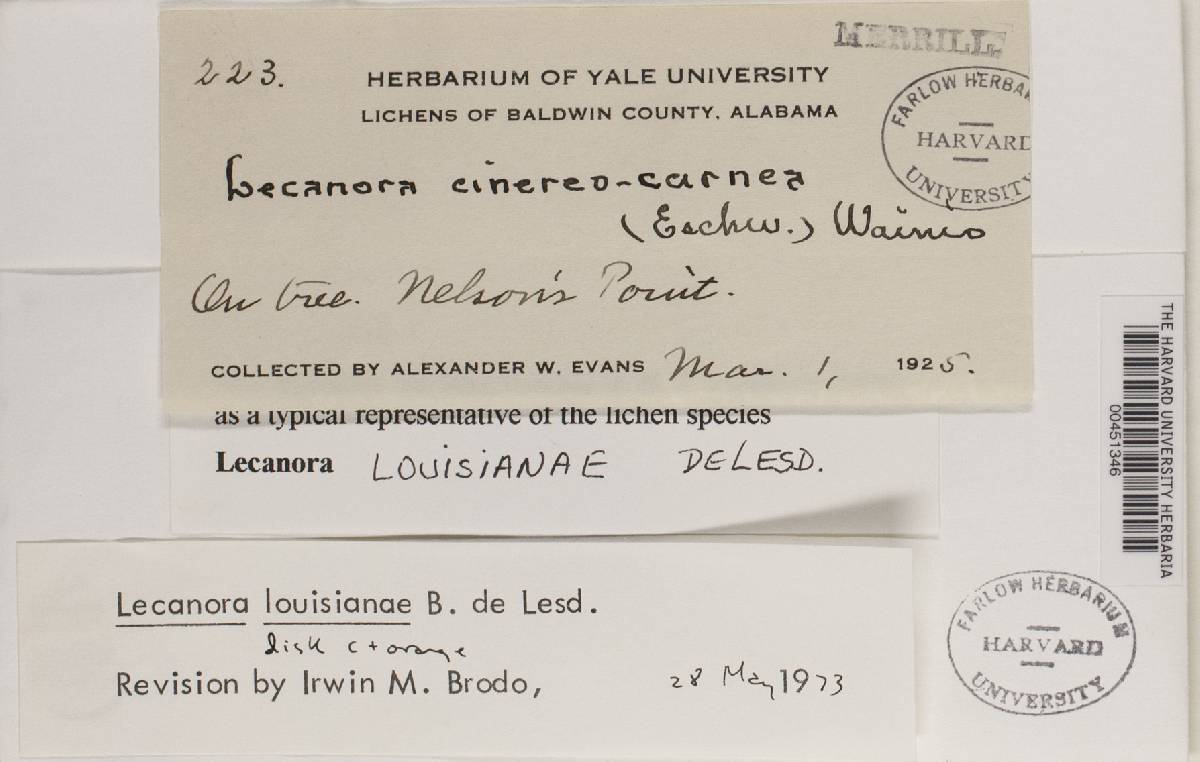 MERRILL
223.
HERBARIUM OF YALE UNIVERSITY
LICHENS OF BALDWIN COUNTY, ALABAMA
FARLOW HERBA
HARVARD
UNIVERSITY
Lecanora cinereo-carnea
(Eschw.) Wainio
On tree. Nelson's Point.
COLLECTED BY ALEXANDER W. EVANS Mar. 1, 1925.
as a typical representative of the lichen species
Lecanora LOUISIANAE DELESD.
THE HARVARD UNIVERSITY HERBARIA
00451346
Lecanora louisianae B. de Lesd.
disk c + orange
Revision by Irwin M. Brodo, 28 May 1973
FARLOW HERBARIUM
HARVARD
UNIVERSITY